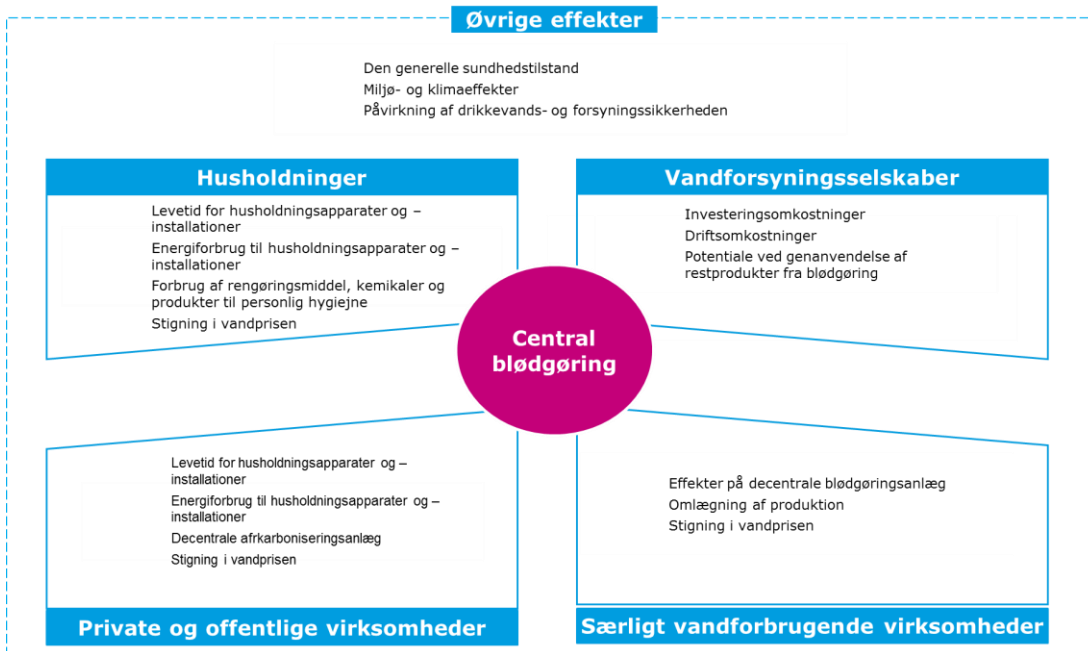 Øvrige effekter
Den generelle sundhedstilstand
Miljø- og klimaeffekter
Påvirkning af drikkevands- og forsyningssikkerheden
Husholdninger
Levetid for husholdningsapparater og –
installationer
Energiforbrug til husholdningsapparater og –
installationer
Forbrug af rengøringsmiddel, kemikaler og
produkter til personlig hygiejne
Stigning i vandprisen
Vandforsyningsselskaber
Investeringsomkostninger
Driftsomkostninger
Potentiale ved genanvendelse af
restprodukter fra blødgøring
Central
blødgøring
Levetid for husholdningsapparater og –
installationer
Energiforbrug til husholdningsapparater og –
installationer
Decentrale afrkarboniseringsanlæg
Stigning i vandprisen
Private og offentlige virksomheder
Effekter på decentrale blødgøringsanlæg
Omlægning af produktion
Stigning i vandprisen
Særligt vandforbrugende virksomheder